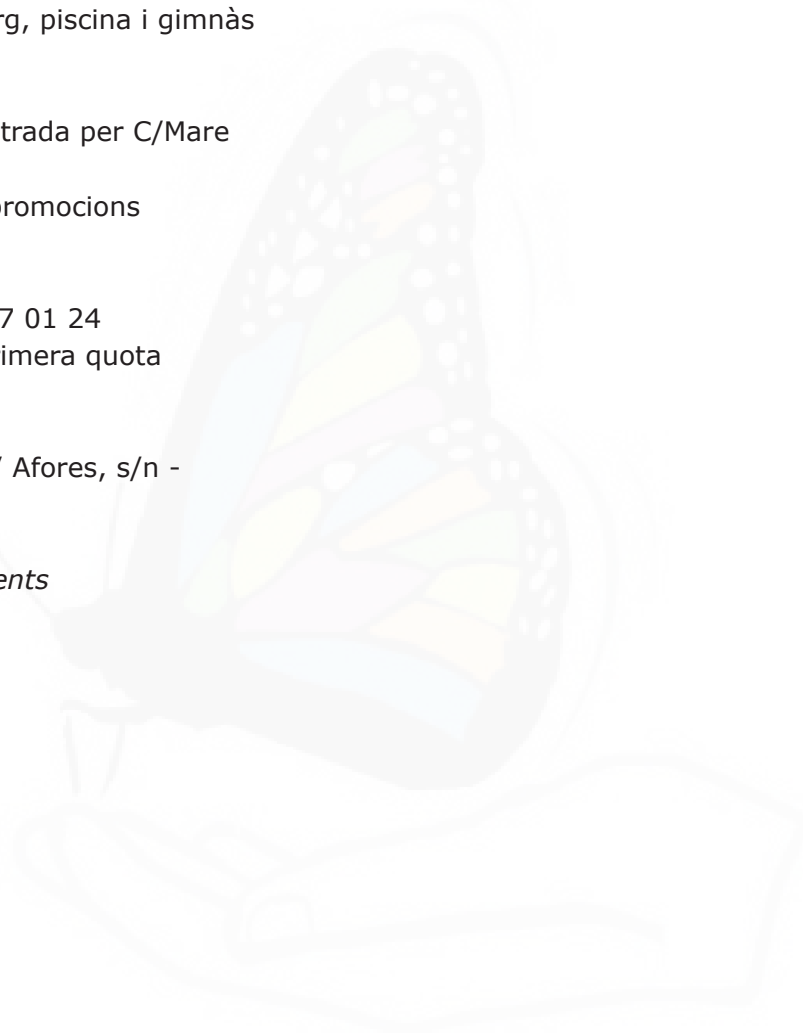 rg, piscina i gimnàs
trada per C/Mare
promocions
7 01 24
imera quota
/ Afores, s/n -
ents